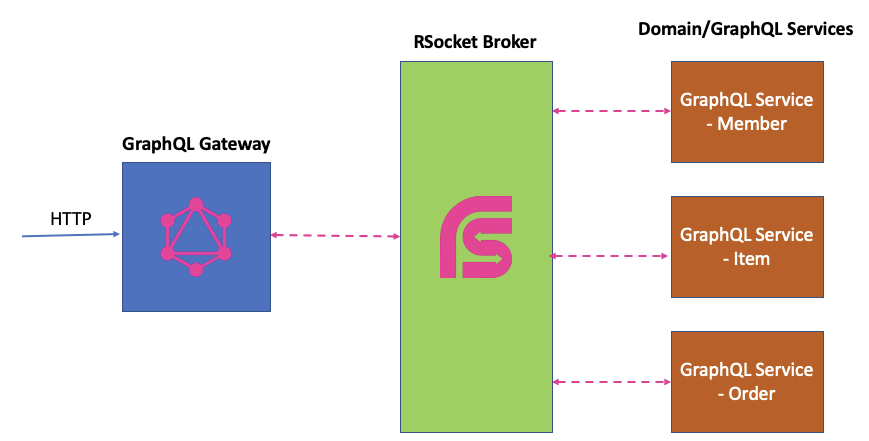 Domain/GraphQL Services
RSocket Broker
GraphQL Service
- Member
GraphQL Gateway
HTTP
GraphQL Service
- Item
GraphQL Service
- Order